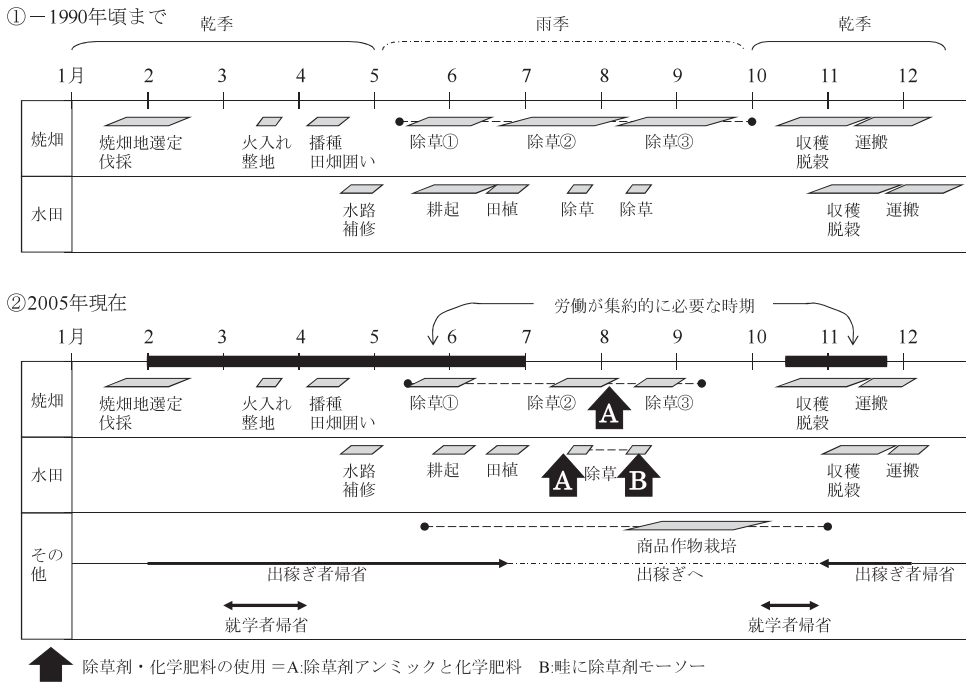 ①－1990年頃まで
乾季 雨季 乾季
1月 2 3 4 5 6 7 8 9 10 11 12
焼畑
焼畑地選定
伐採
火入れ
整地
播種
田畑囲い
除草①
除草②
除草③
収穫
脱穀
運搬
水田
水路
補修
耕起
田植
除草
除草
収穫
脱穀
運搬
②2005年現在
労働が集約的に必要な時期
1月 2 3 4 5 6 7 8 9 10 11 12
焼畑
焼畑地選定
伐採
火入れ
整地
播種
田畑囲い
除草①
除草②
除草③
A
収穫
脱穀
運搬
水田
水路
補修
耕起
田植
A
除草
B
収穫
脱穀
運搬
その
他
商品作物栽培
出稼ぎ者帰省
出稼ぎへ
出稼ぎ者帰省
就学者帰省
就学者帰省
除草剤・化学肥料の使用 ＝A:除草剤アンミックと化学肥料 B:畦に除草剤モーソー